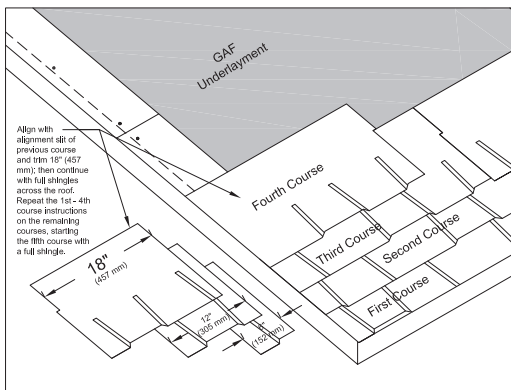 GAF
Underlayment
Align with
alignment slit of
previous course
and trim 18" (457
mm); then continue
with full shingles
across the roof.
Repeat the 1st - 4th
course instructions
on the remaining
courses, starting
the fifth course with
a full shingle.
Fourth Course
Third Course
Second Course
First Course
18"
(457 mm)
12"
(305 mm)
6"
(152 mm)